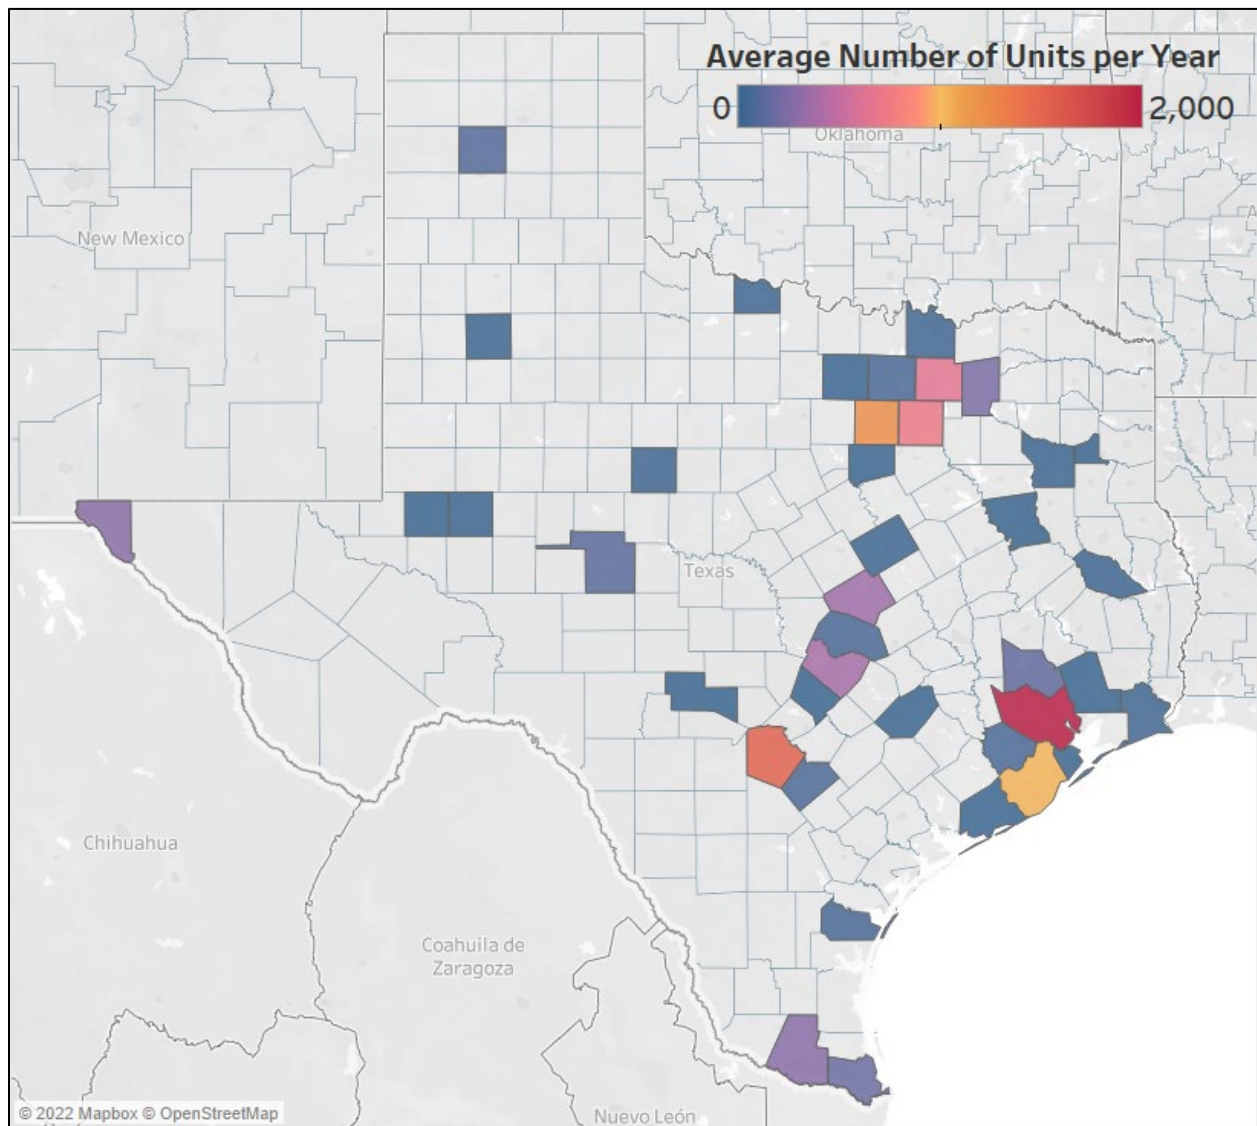 Average Number of Units per Year
0 2,000
Oklahoma
New Mexico
Texas
Chihuahua
Coahuila de
Zaragoza
Nuevo León
© 2022 Mapbox © OpenStreetMap